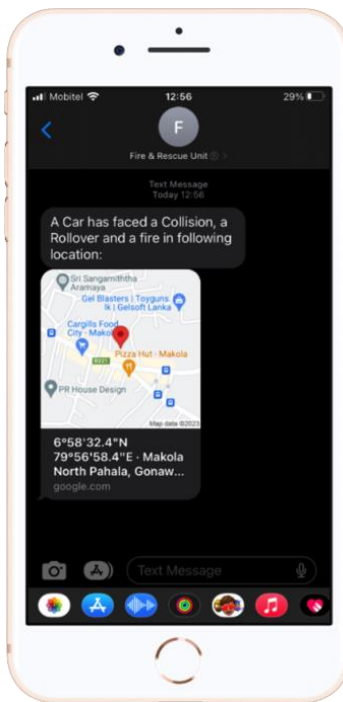 Mobitel
12:56
29%
F
Fire & Rescue Unit
Text Message
Today 12:56
A Car has faced a Collision, a
Rollover and a fire in following
location:
Sri Sangamiththa
Aramaya
Gel Blasters | Toyguns.
lk | Gelsoft Lanka
Cargills Food
City - Makola
Pizza Hut - Makola
PR House Design
Map data ©2023
6°58'32.4"N
79°56'58.4"E · Makola
North Pahala, Gonaw...
google.com
Text Message